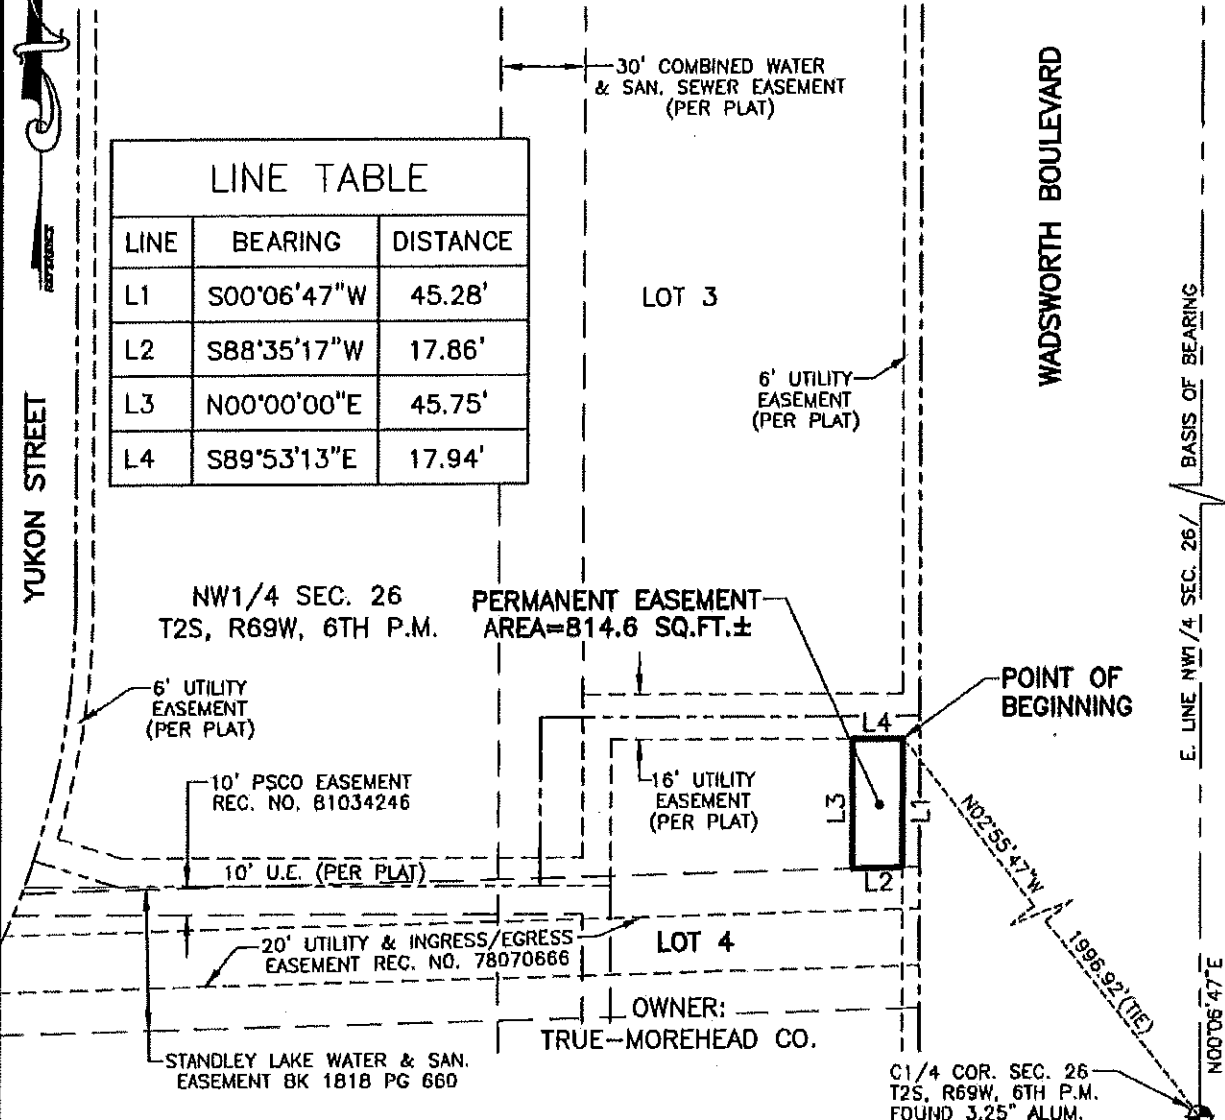 30' COMBINED WATER
& SAN. SEWER EASEMENT
(PER PLAT)
WADSWORTH BOULEVARD
LINE TABLE
LINE BEARING DISTANCE
L1 S00°06'47"W 45.28'
L2 S88°35'17"W 17.86'
L3 N00°00'00"E 45.75'
L4 S89°53'13"E 17.94'
LOT 3
6' UTILITY
EASEMENT
(PER PLAT)
YUKON STREET
E. LINE NW1/4 SEC. 26/ BASIS OF BEARING
NW1/4 SEC. 26
T2S, R69W, 6TH P.M.
PERMANENT EASEMENT
AREA=814.6 SQ.FT.±
POINT OF
BEGINNING
6' UTILITY
EASEMENT
(PER PLAT)
L4
10' PSCO EASEMENT
REC. NO. 81034246
16' UTILITY
EASEMENT
(PER PLAT)
L3
L1
N02°55'47"W
1996.92'(TIE)
10' U.E. (PER PLAT)
L2
20' UTILITY & INGRESS/EGRESS
EASEMENT REC. NO. 78070666
LOT 4
OWNER:
TRUE-MOREHEAD CO.
N00°06'47"E
STANDLEY LAKE WATER & SAN.
EASEMENT BK 1818 PG 660
C1/4 COR. SEC. 26
T2S, R69W, 6TH P.M.
FOUND 3.25" ALUM.